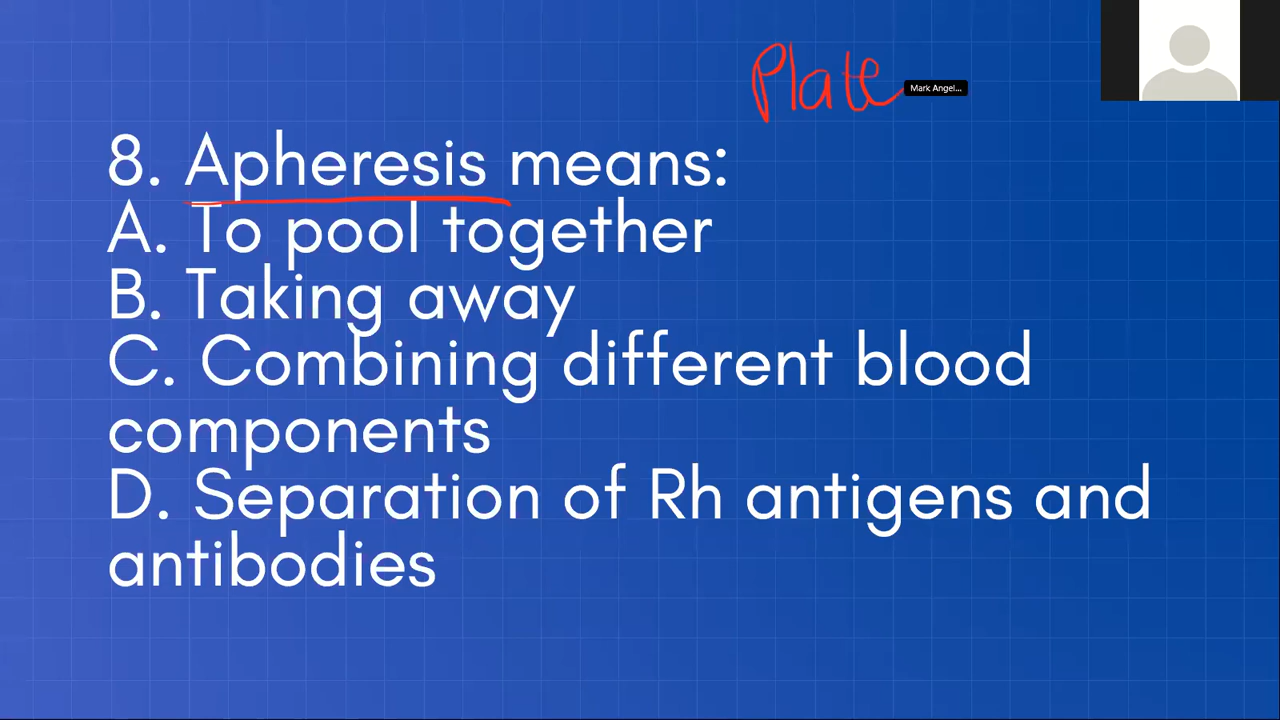 Plate
Mark Angel...
8. Apheresis means:
A. To pool together
B. Taking away
C. Combining different blood
components
D. Separation of Rh antigens and
antibodies